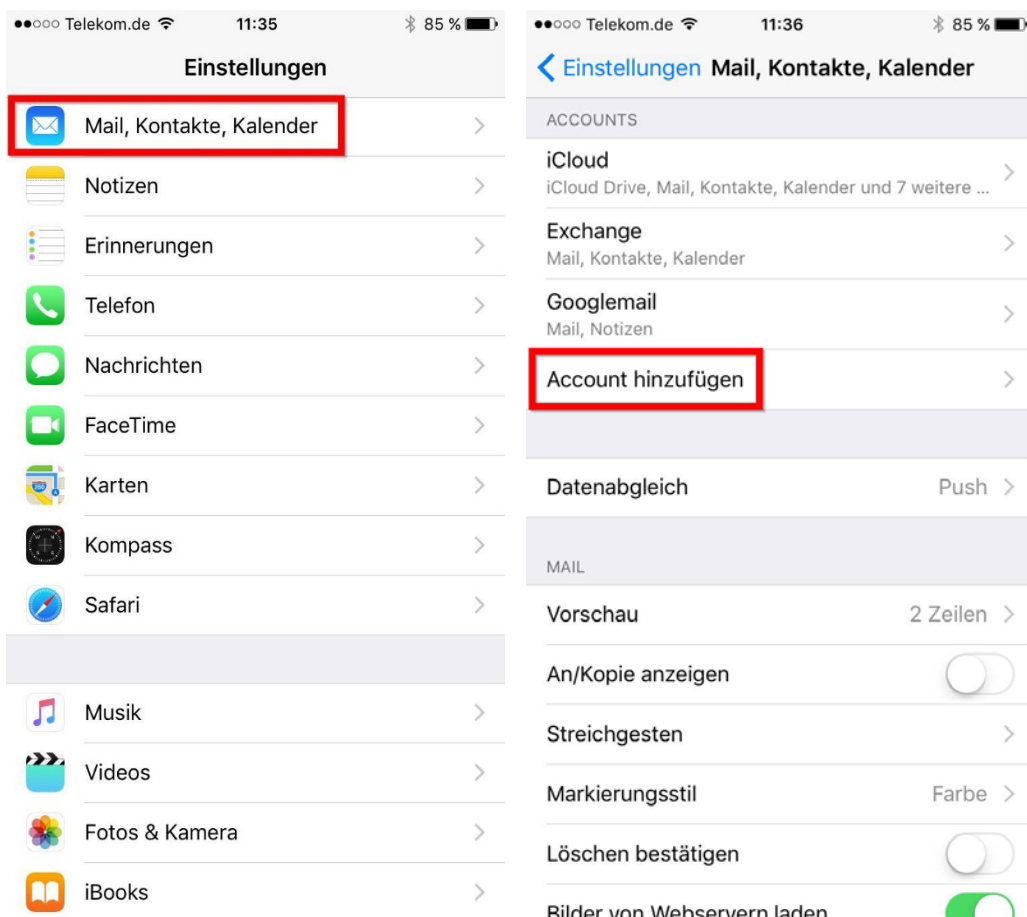 Telekom.de 11:35 85 %
Einstellungen
Mail, Kontakte, Kalender
Notizen
Erinnerungen
Telefon
Nachrichten
FaceTime
Karten
Kompass
Safari
Musik
Videos
Fotos & Kamera
iBooks
Telekom.de 11:36 85 %
Einstellungen Mail, Kontakte, Kalender
ACCOUNTS
iCloud
iCloud Drive, Mail, Kontakte, Kalender und 7 weitere ...
Exchange
Mail, Kontakte, Kalender
Googlemail
Mail, Notizen
Account hinzufügen
Datenabgleich Push
MAIL
Vorschau 2 Zeilen
An/Kopie anzeigen
Streichgesten
Markierungsstil Farbe
Löschen bestätigen
Bilder von Webservern laden